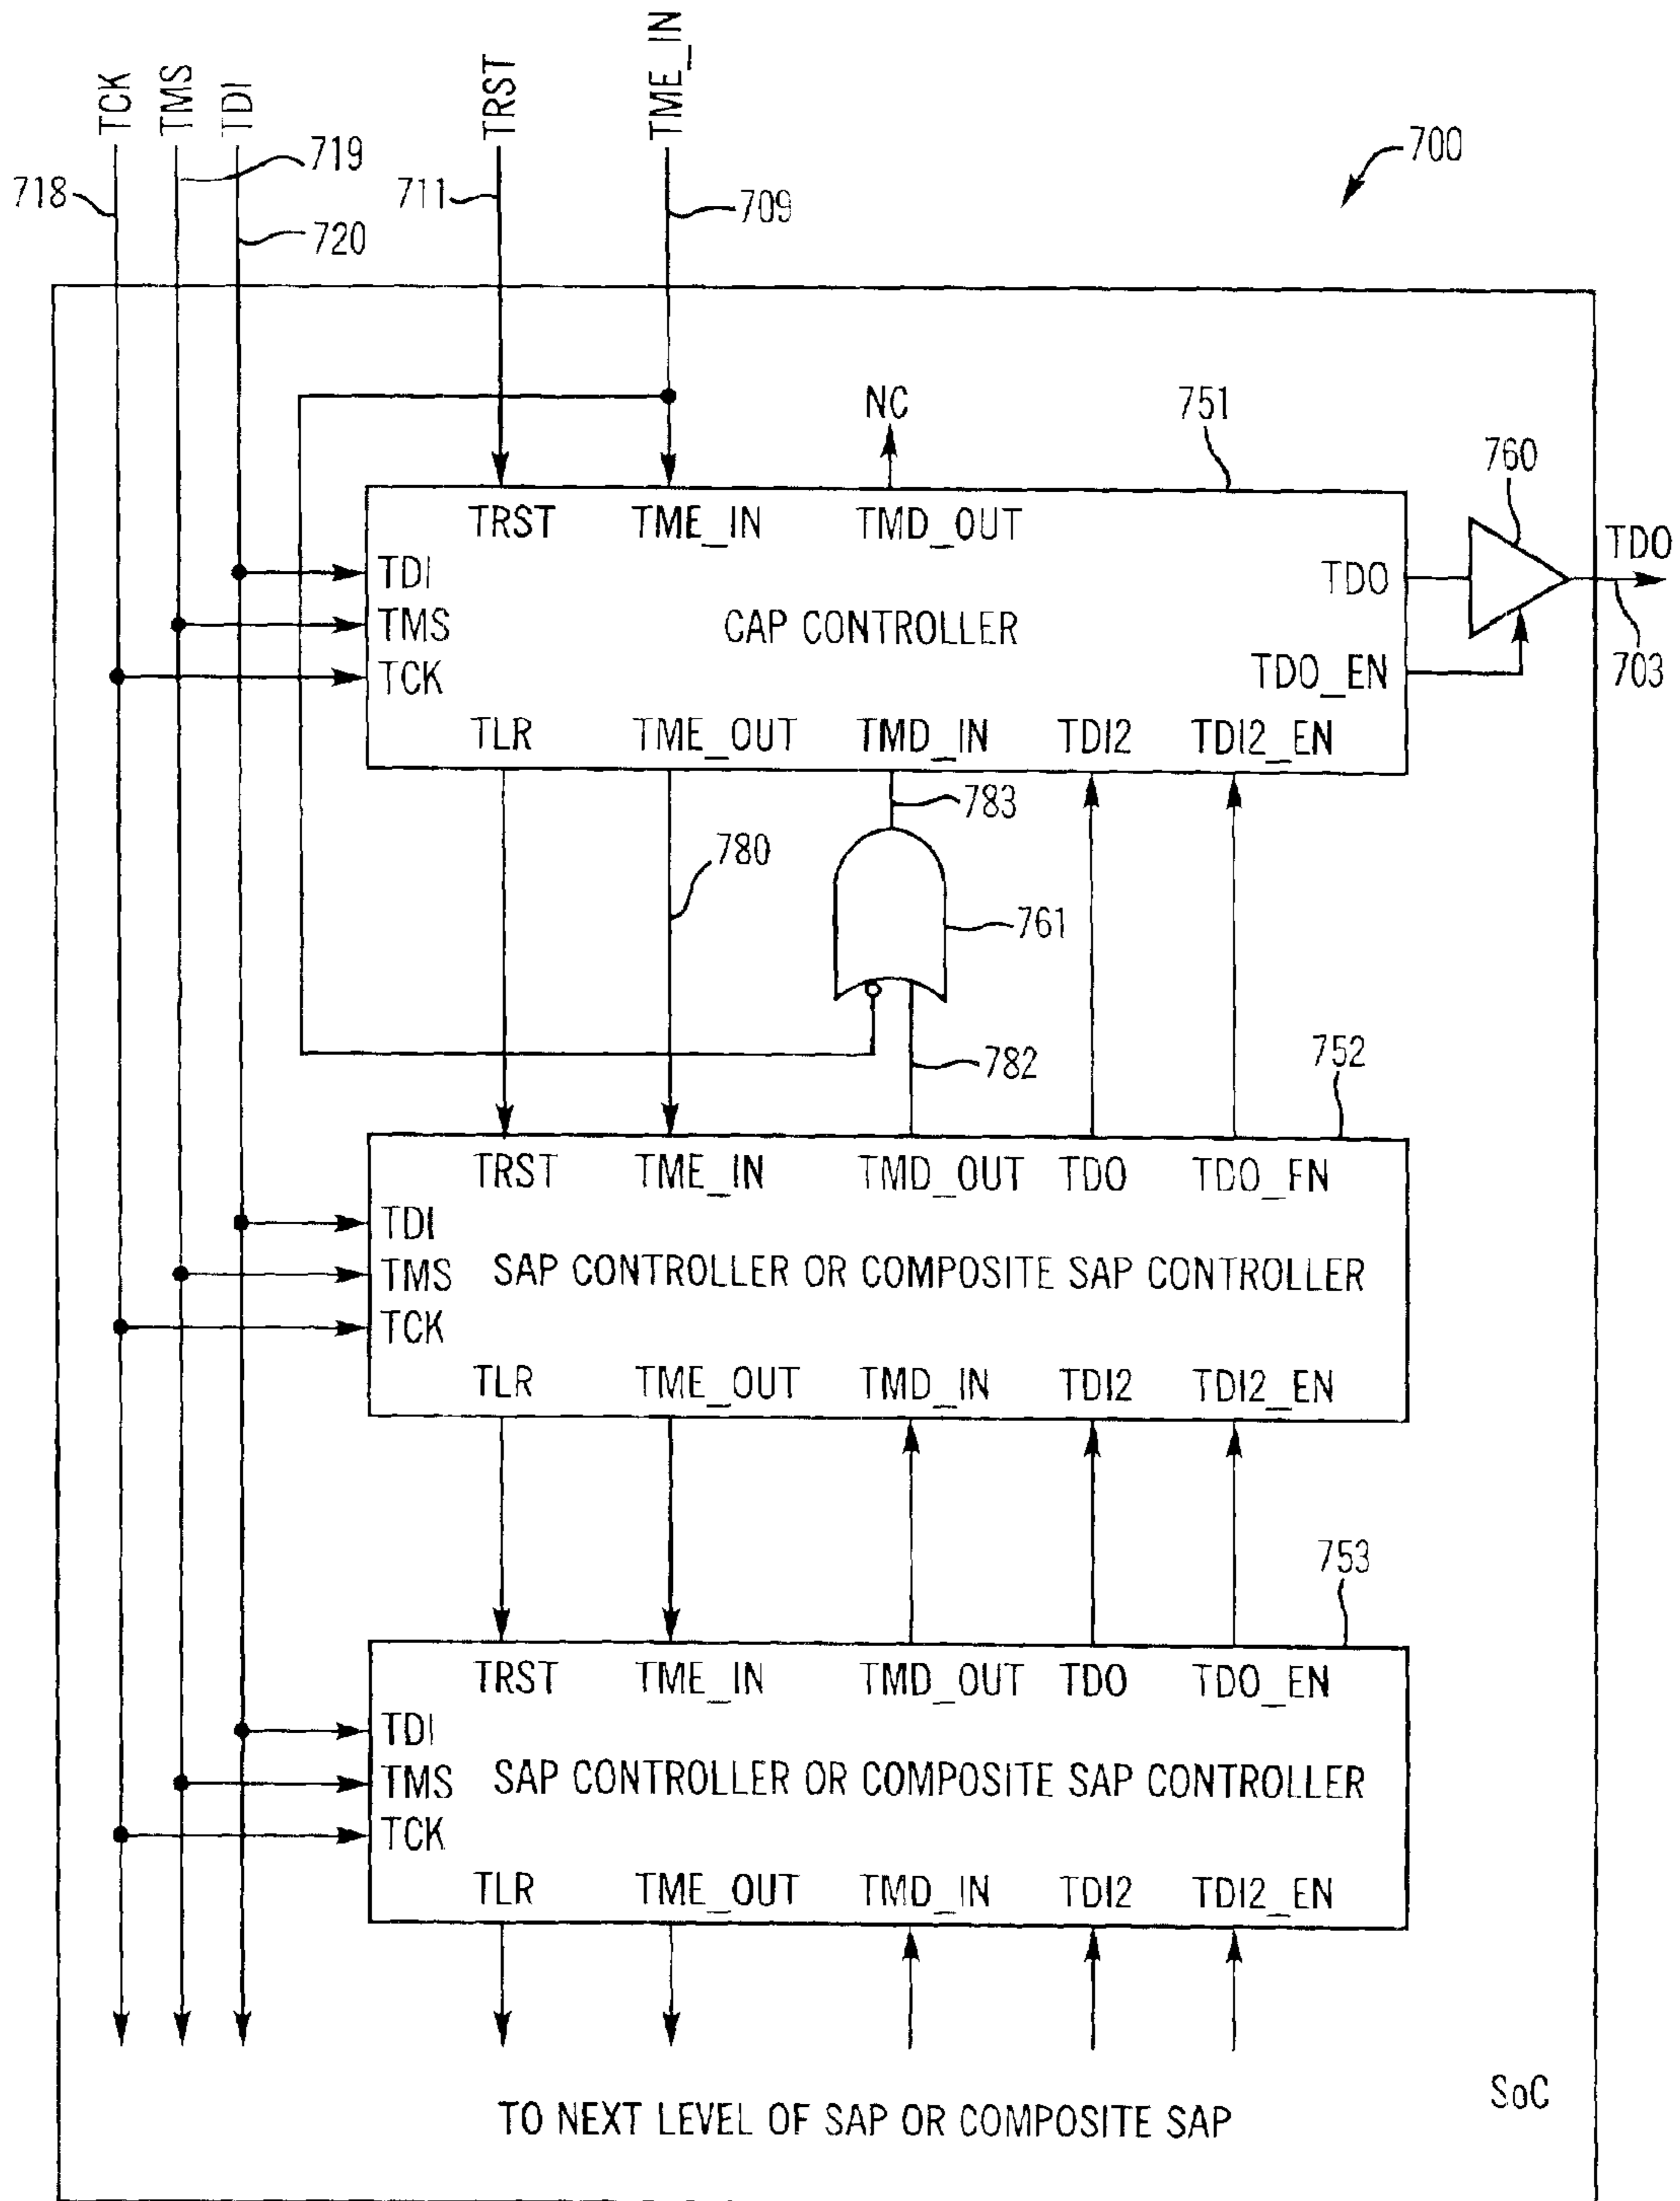 TCK
TMS
TDI
TRST
TME_IN
718
719
720
711
709
700
NC
751
760
TRST TME_IN TMD_OUT
TDI
TMS
TCK
CAP CONTROLLER
TDO
TDO_EN
TDO
703
TLR TME_OUT TMD_IN TDI2 TDI2_EN
783
780
761
782
752
TRST TME_IN TMD_OUT TDO TDO_EN
TDI
TMS SAP CONTROLLER OR COMPOSITE SAP CONTROLLER
TCK
TLR TME_OUT TMD_IN TDI2 TDI2_EN
753
TRST TME_IN TMD_OUT TDO TDO_EN
TDI
TMS SAP CONTROLLER OR COMPOSITE SAP CONTROLLER
TCK
TLR TME_OUT TMD_IN TDI2 TDI2_EN
SoC
TO NEXT LEVEL OF SAP OR COMPOSITE SAP